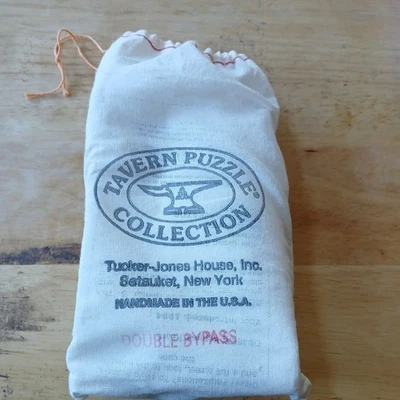 TAVERN PUZZLE®
COLLECTION
Tucker-Jones House, Inc.
Setauket, New York
HANDMADE IN THE U.S.A.
DOUBLE BYPASS